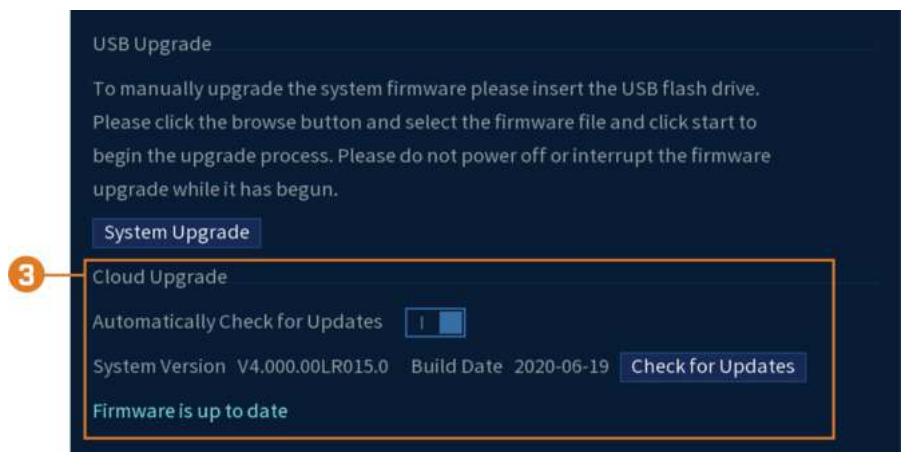 USB Upgrade
To manually upgrade the system firmware please insert the USB flash drive.
Please click the browse button and select the firmware file and click start to
begin the upgrade process. Please do not power off or interrupt the firmware
upgrade while it has begun.
System Upgrade
3
Cloud Upgrade
Automatically Check for Updates
System Version V4.000.00LR015.0 Build Date 2020-06-19 Check for Updates
Firmware is up to date